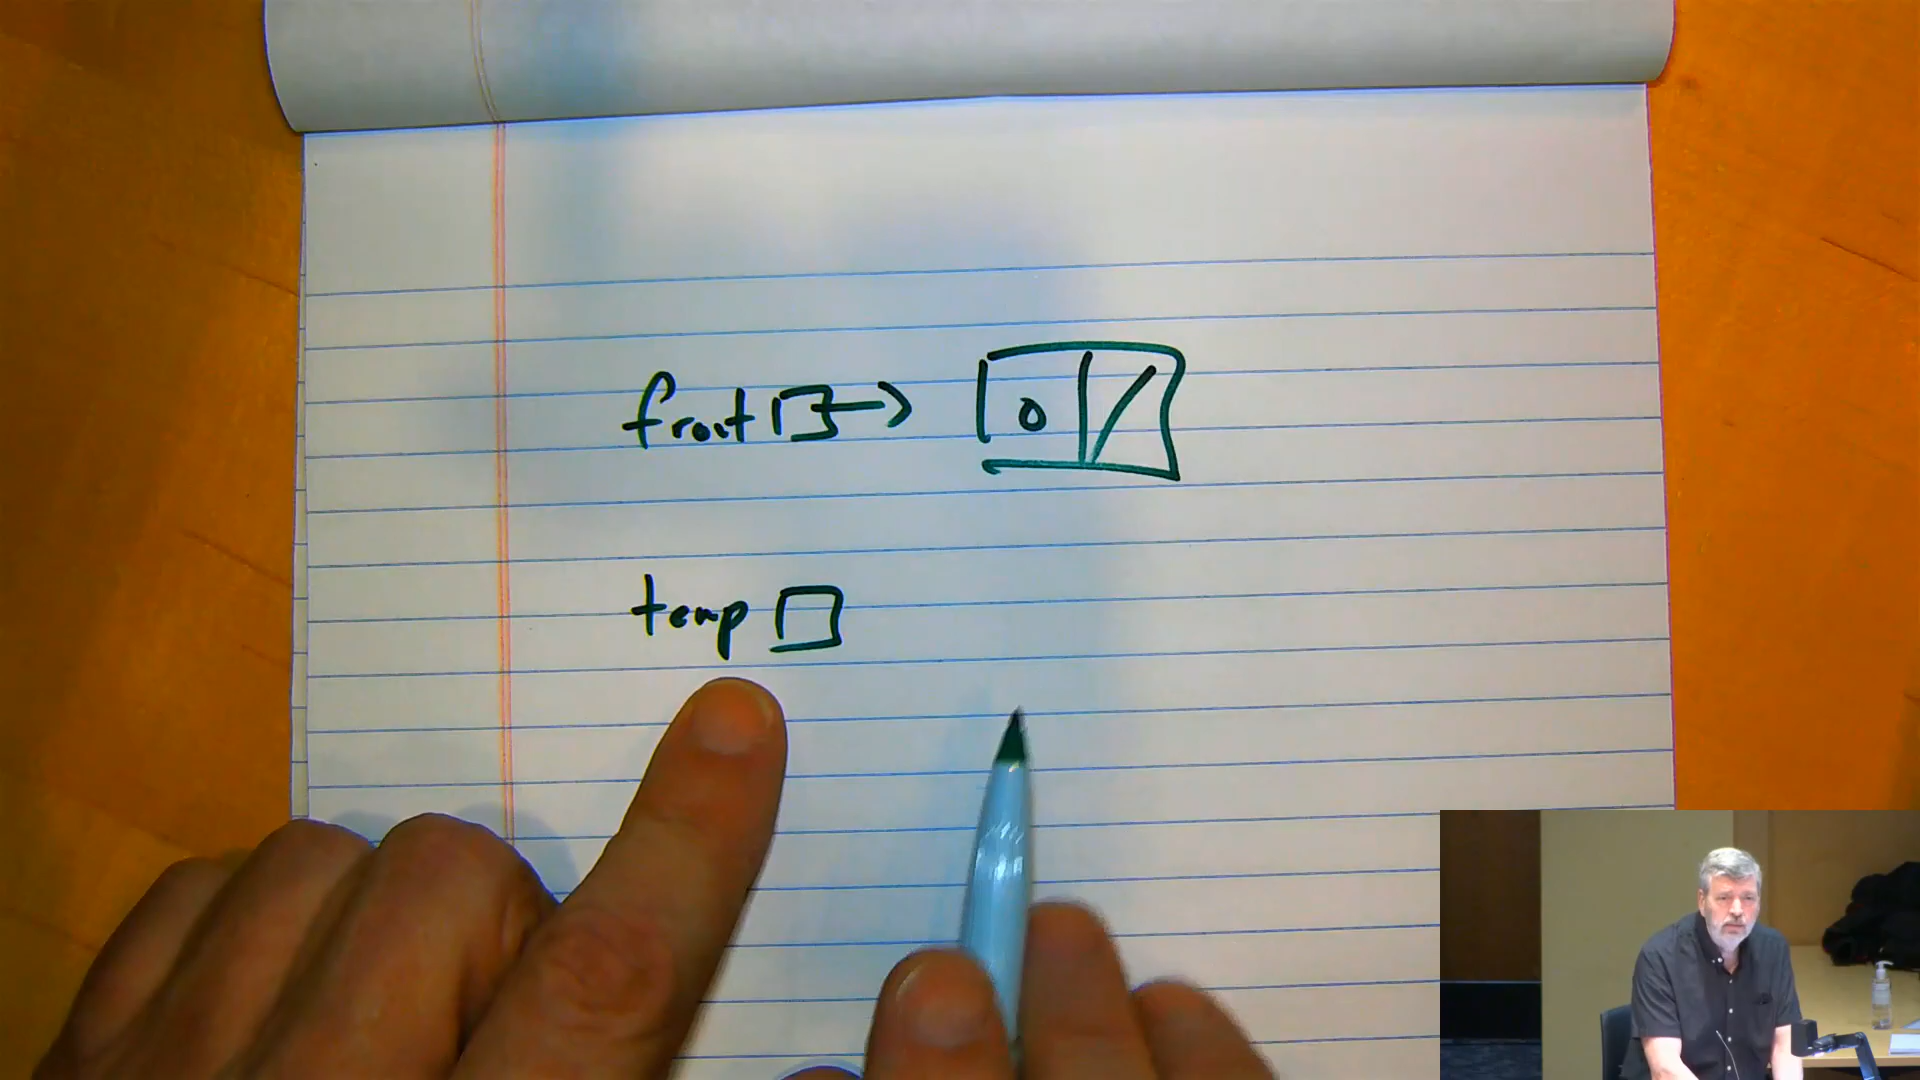 front → 0 /
temp